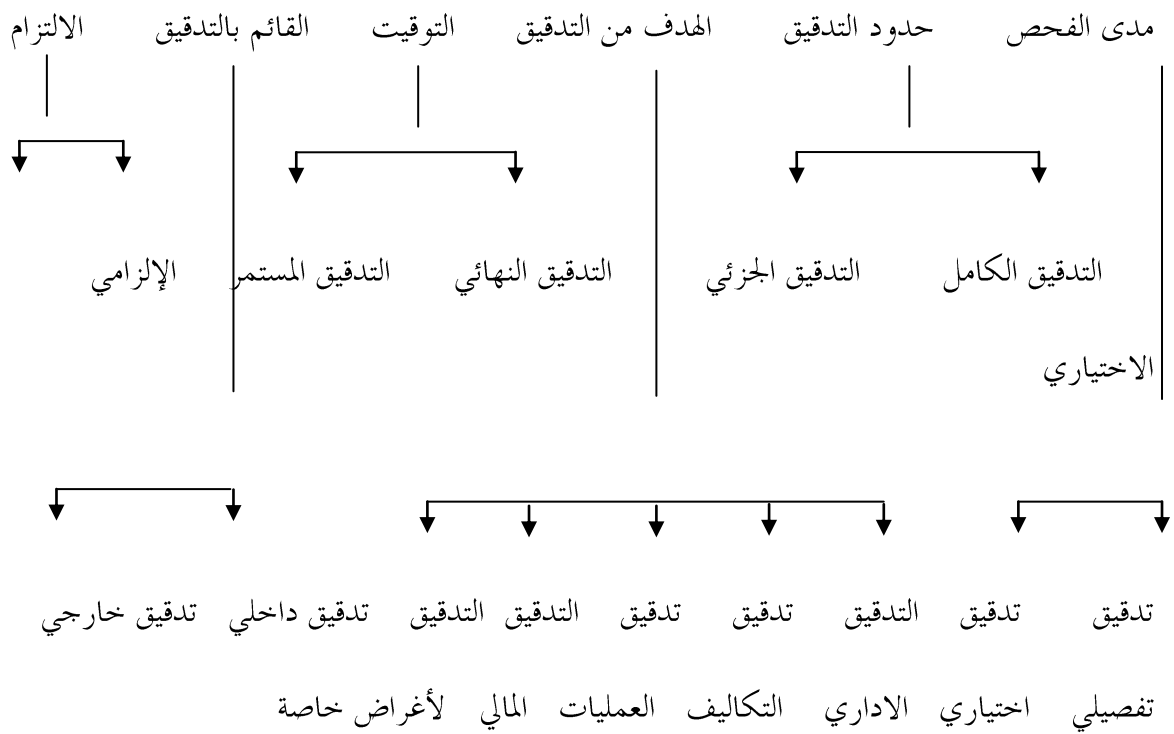 مدى الفحص حدود التدقيق الهدف من التدقيق التوقيت القائم بالتدقيق الالتزام
التدقيق الكامل التدقيق الجزئي التدقيق النهائي التدقيق المستمر الإلزامي
الاختياري
تدقيق تدقيق التدقيق تدقيق تدقيق التدقيق التدقيق تدقيق داخلي تدقيق خارجي
تفصيلي اختياري الاداري التكاليف العمليات المالي لأغراض خاصة